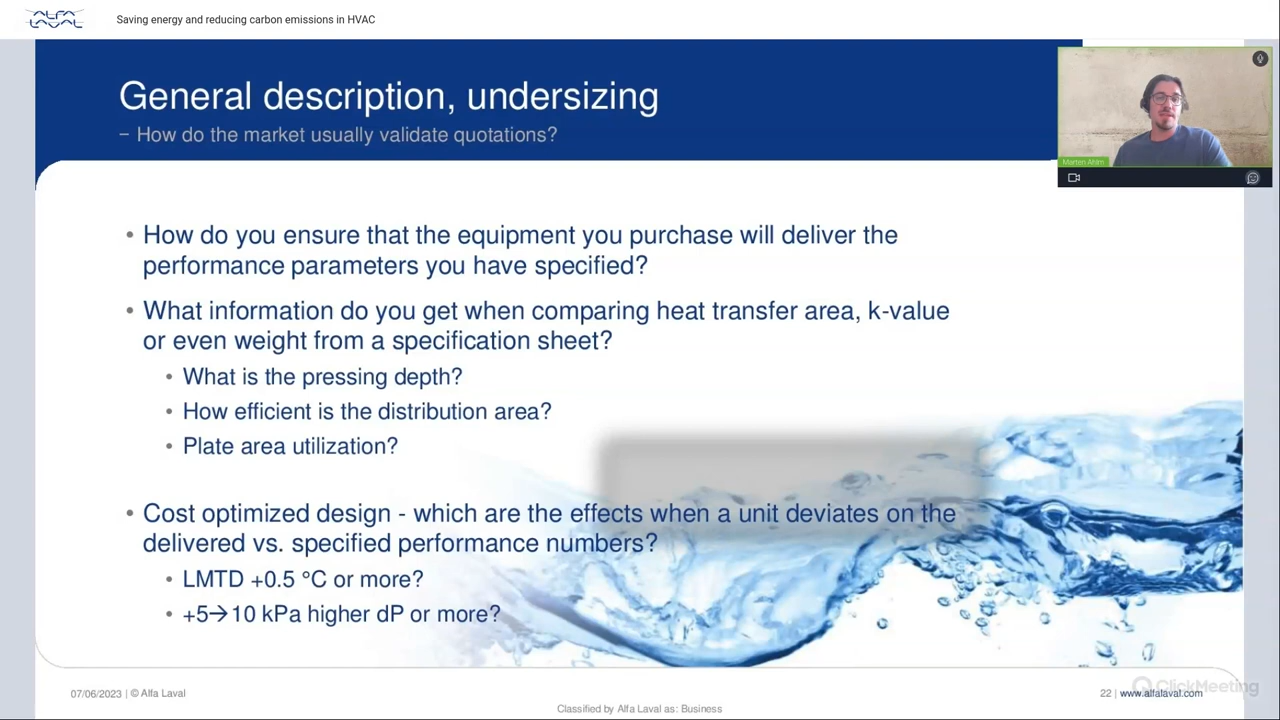 ALFA
LAVAL
Saving energy and reducing carbon emissions in HVAC
General description, undersizing
– How do the market usually validate quotations?
Marten Ahlm
• How do you ensure that the equipment you purchase will deliver the
performance parameters you have specified?
• What information do you get when comparing heat transfer area, k-value
or even weight from a specification sheet?
• What is the pressing depth?
• How efficient is the distribution area?
• Plate area utilization?
• Cost optimized design - which are the effects when a unit deviates on the
delivered vs. specified performance numbers?
• LMTD +0.5 °C or more?
• +5→10 kPa higher dP or more?
07/06/2023 | © Alfa Laval
22 | www.alfalaval.com
ClickMeeting
Classified by Alfa Laval as: Business